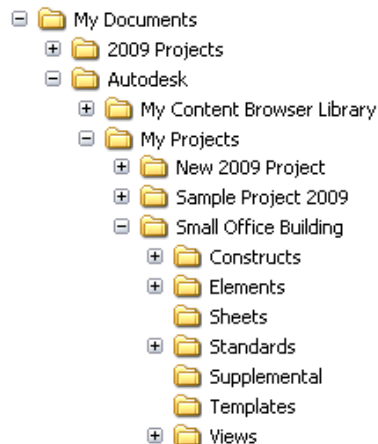 My Documents
2009 Projects
Autodesk
My Content Browser Library
My Projects
New 2009 Project
Sample Project 2009
Small Office Building
Constructs
Elements
Sheets
Standards
Supplemental
Templates
Views